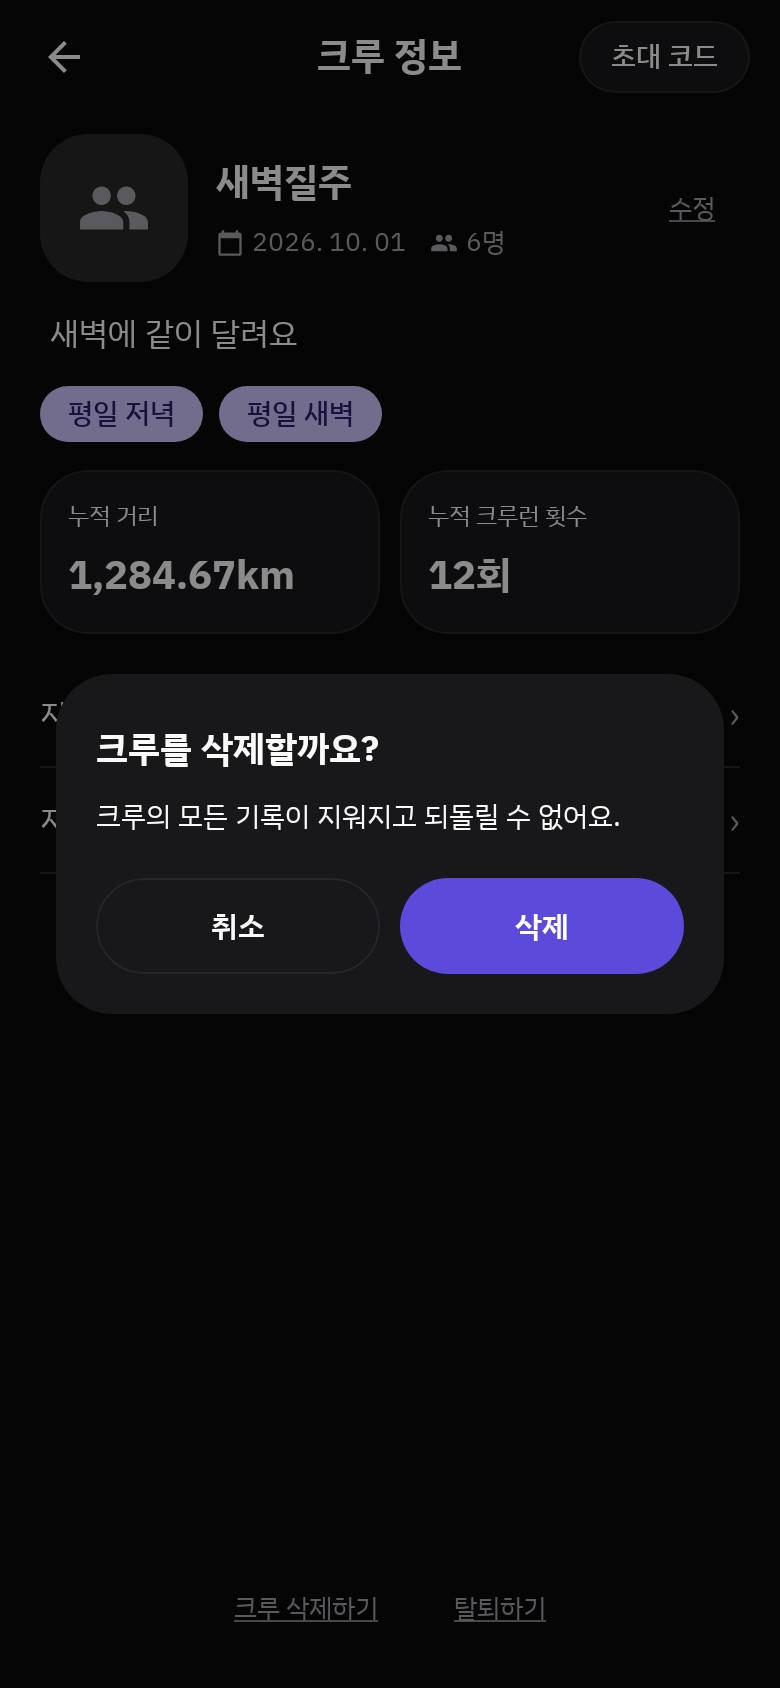 크루 정보
초대 코드
새벽질주
수정
2026. 10. 01 6명
새벽에 같이 달려요
평일 저녁 평일 새벽
누적 거리
1,284.67km
누적 크루런 횟수
12회
크루를 삭제할까요?
크루의 모든 기록이 지워지고 되돌릴 수 없어요.
취소 삭제
크루 삭제하기 탈퇴하기